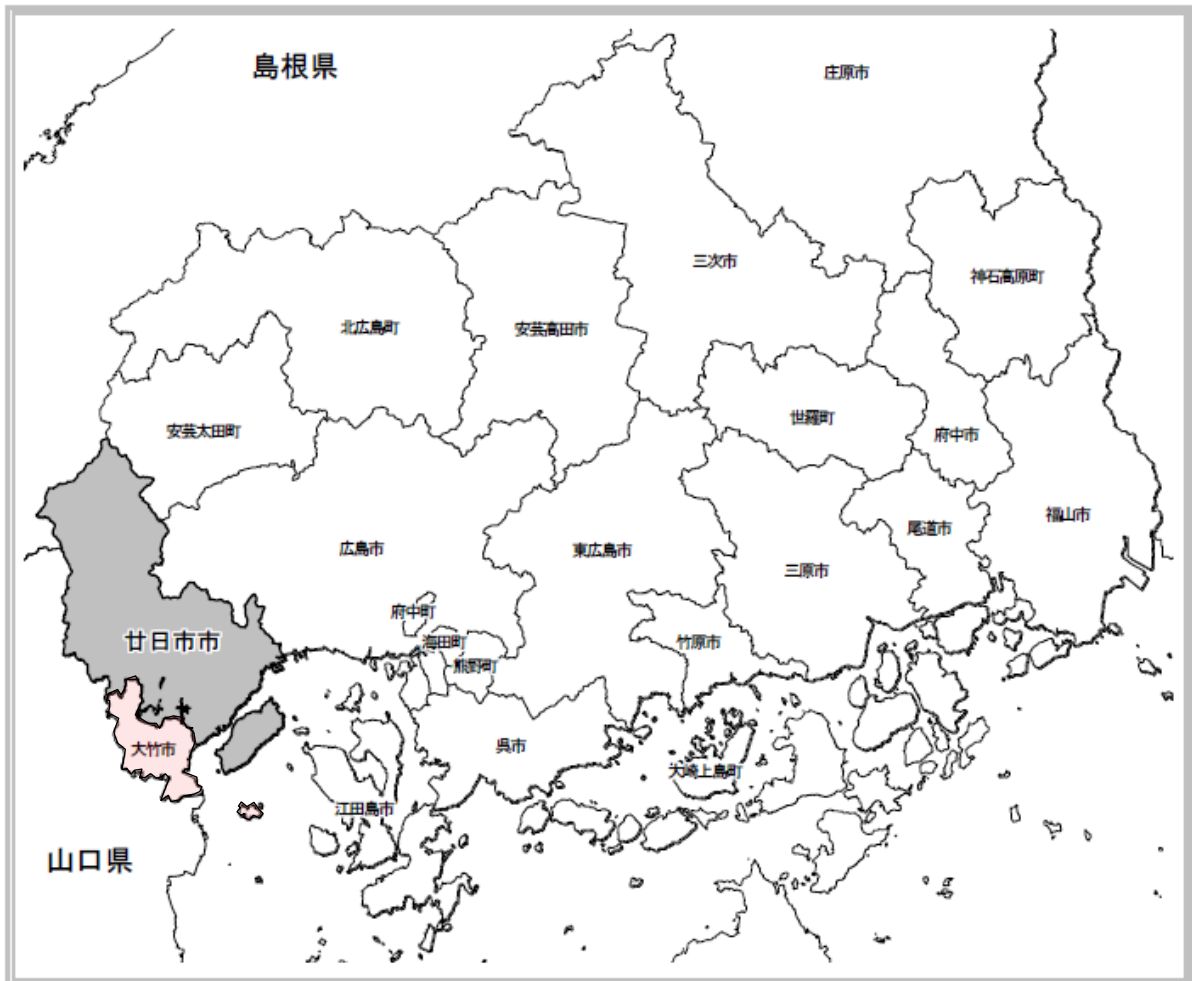 島根県
庄原市
三次市
神石高原町
北広島町
安芸高田市
世羅町
安芸太田町
府中市
福山市
尾道市
広島市
東広島市
三原市
府中町
廿日市市
海田町
竹原市
熊野町
大竹市
呉市
大崎上島町
江田島市
山口県